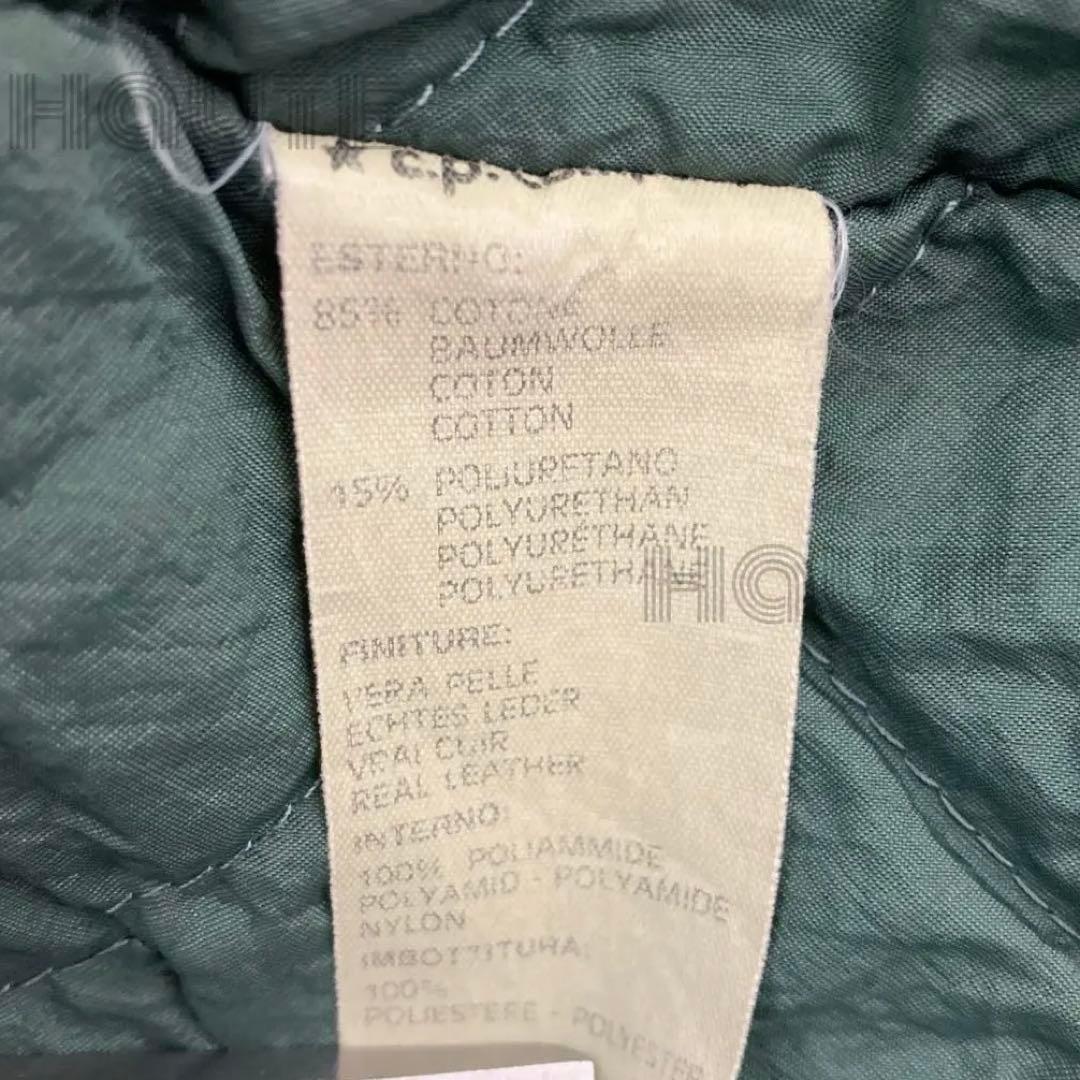 HAUTE
★ c.p.
ESTERNO:
85% COTONE
BAUMWOLLE
COTON
COTTON
15% POLIURETANO
POLYURETHAN
POLYURÉTHANE
POLYURETHANE
FINITURE:
VERA PELLE
ECHTES LEDER
VRAI CUIR
REAL LEATHER
INTERNO:
100% POLIAMMIDE
POLYAMID - POLYAMIDE
NYLON
IMBOTTITURA:
100%
POLIESTERE - POLYESTER